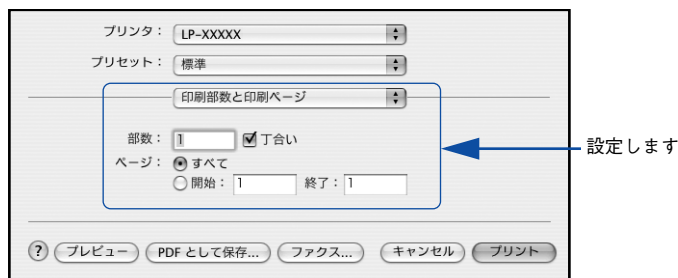 プリンタ： LP-XXXXX
プリセット： 標準
印刷部数と印刷ページ
部数： 1 丁合い
ページ： すべて
開始： 1 終了： 1
設定します
? プレビュー PDF として保存... ファクス... キャンセル プリント